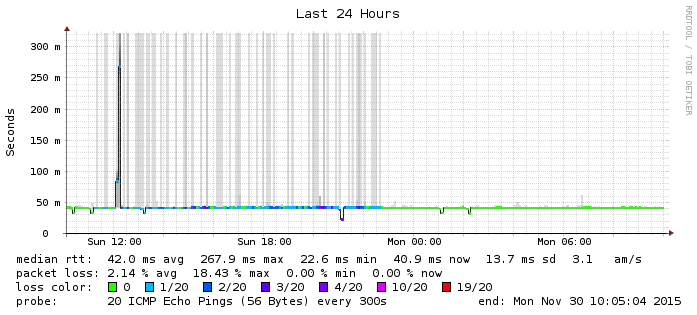 Last 24 Hours
RRDTOOL / TOBI OETIKER
Seconds
300 m
250 m
200 m
150 m
100 m
50 m
0
Sun 12:00 Sun 18:00 Mon 00:00 Mon 06:00
median rtt: 42.0 ms avg 267.9 ms max 22.6 ms min 40.9 ms now 13.7 ms sd 3.1 am/s
packet loss: 2.14 % avg 18.43 % max 0.00 % min 0.00 % now
loss color: 0 1/20 2/20 3/20 4/20 10/20 19/20
probe: 20 ICMP Echo Pings (56 Bytes) every 300s end: Mon Nov 30 10:05:04 2015